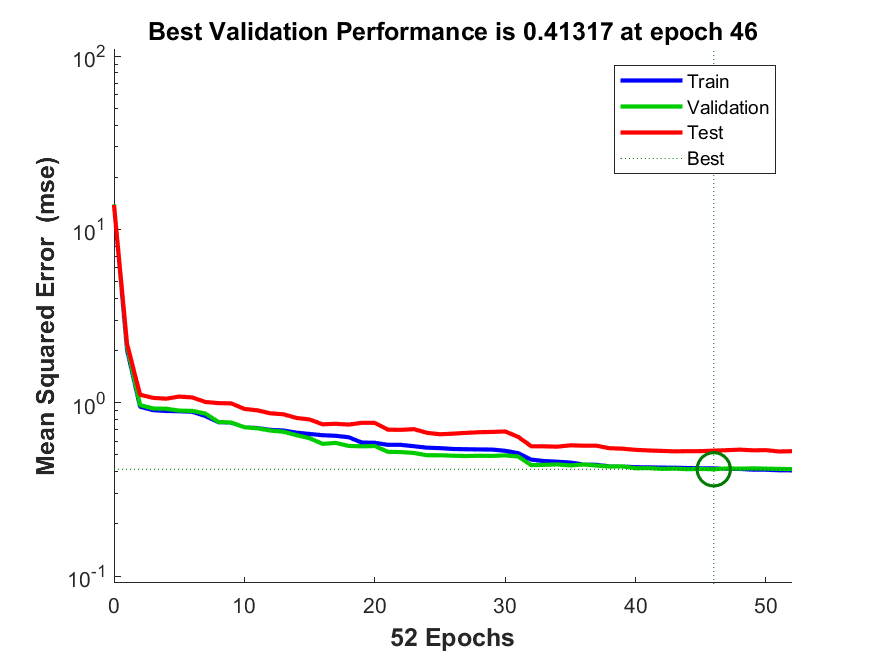 Best Validation Performance is 0.41317 at epoch 46
Train
Validation
Test
Best
10^2
10^1
10^0
10^-1
Mean Squared Error (mse)
0 10 20 30 40 50
52 Epochs